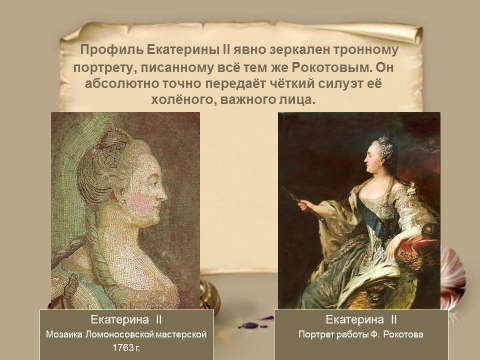 Профиль Екатерины II явно зеркален тронному
портрету, писанному всё тем же Рокотовым. Он
абсолютно точно передаёт чёткий силуэт её
холёного, важного лица.
Екатерина II
Мозаика Ломоносовской мастерской
1763 г.
Екатерина II
Портрет работы Ф. Рокотова